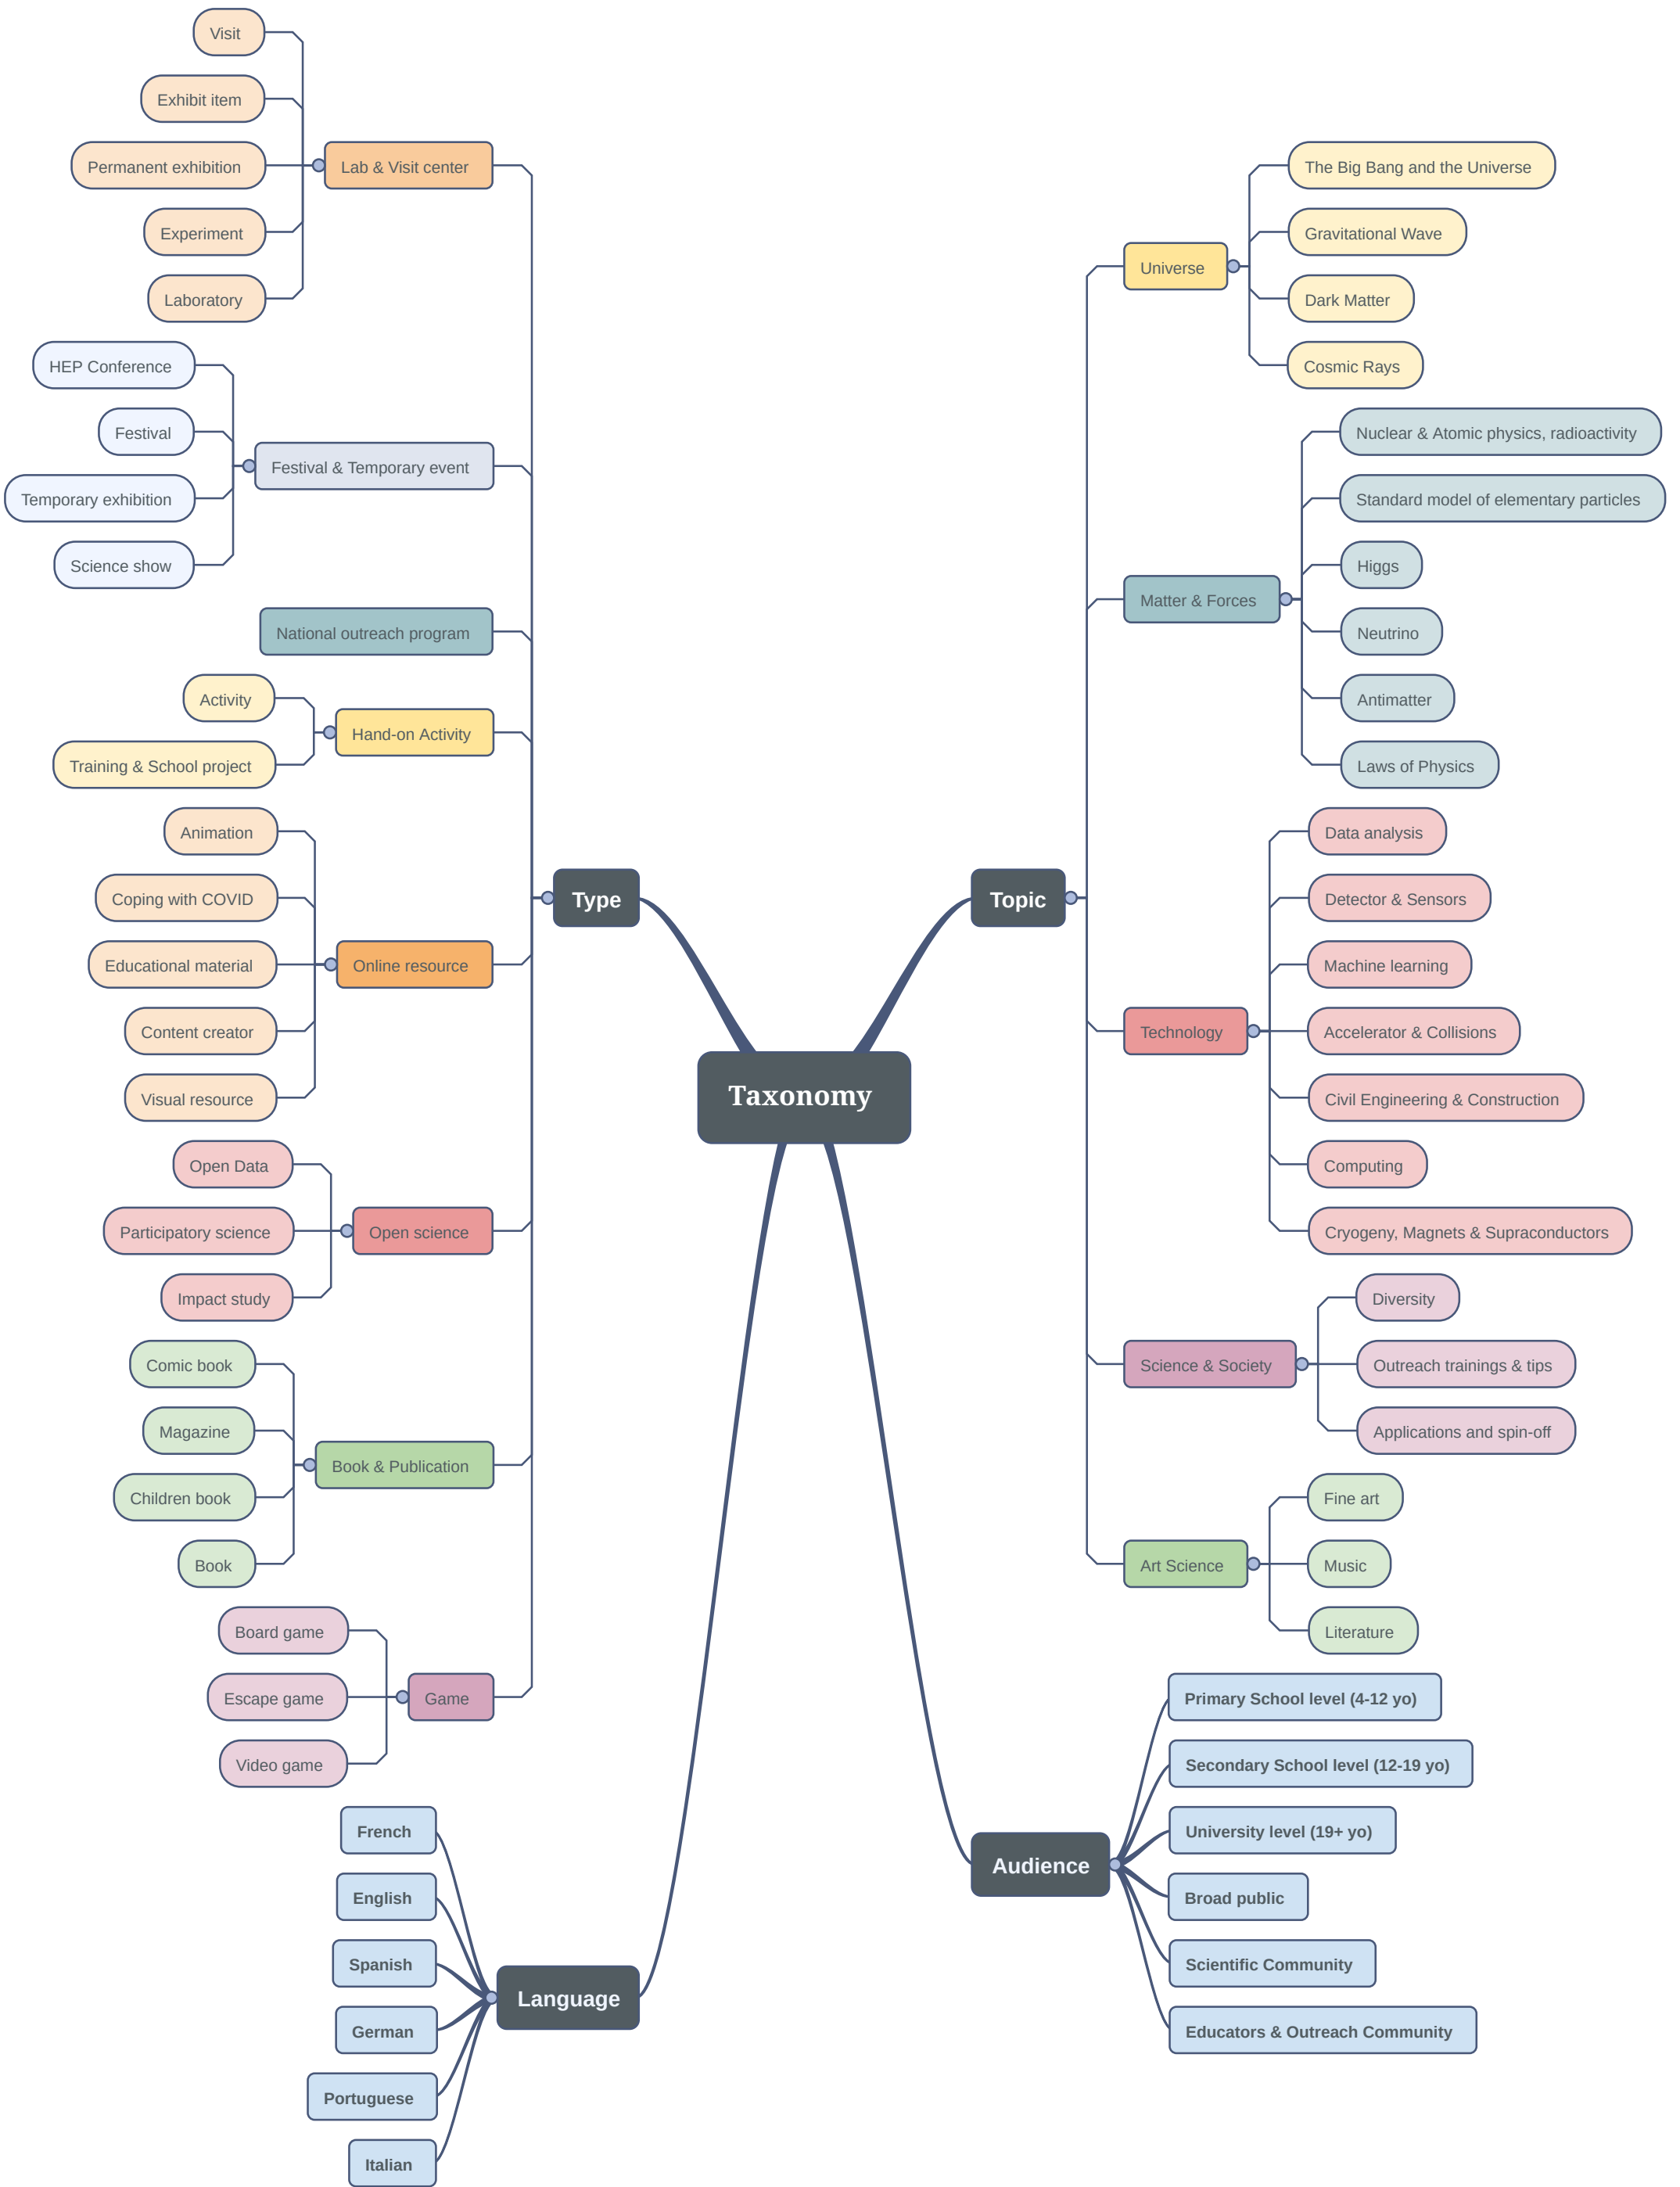 Taxonomy
Type
Lab & Visit center
Visit
Exhibit item
Permanent exhibition
Experiment
Laboratory
Festival & Temporary event
HEP Conference
Festival
Temporary exhibition
Science show
National outreach program
Hand-on Activity
Activity
Training & School project
Online resource
Animation
Coping with COVID
Educational material
Content creator
Visual resource
Open science
Open Data
Participatory science
Impact study
Book & Publication
Comic book
Magazine
Children book
Book
Game
Board game
Escape game
Video game
Language
French
English
Spanish
German
Portuguese
Italian
Topic
Universe
The Big Bang and the Universe
Gravitational Wave
Dark Matter
Cosmic Rays
Matter & Forces
Nuclear & Atomic physics, radioactivity
Standard model of elementary particles
Higgs
Neutrino
Antimatter
Laws of Physics
Technology
Data analysis
Detector & Sensors
Machine learning
Accelerator & Collisions
Civil Engineering & Construction
Computing
Cryogeny, Magnets & Supraconductors
Science & Society
Diversity
Outreach trainings & tips
Applications and spin-off
Art Science
Fine art
Music
Literature
Audience
Primary School level (4-12 yo)
Secondary School level (12-19 yo)
University level (19+ yo)
Broad public
Scientific Community
Educators & Outreach Community